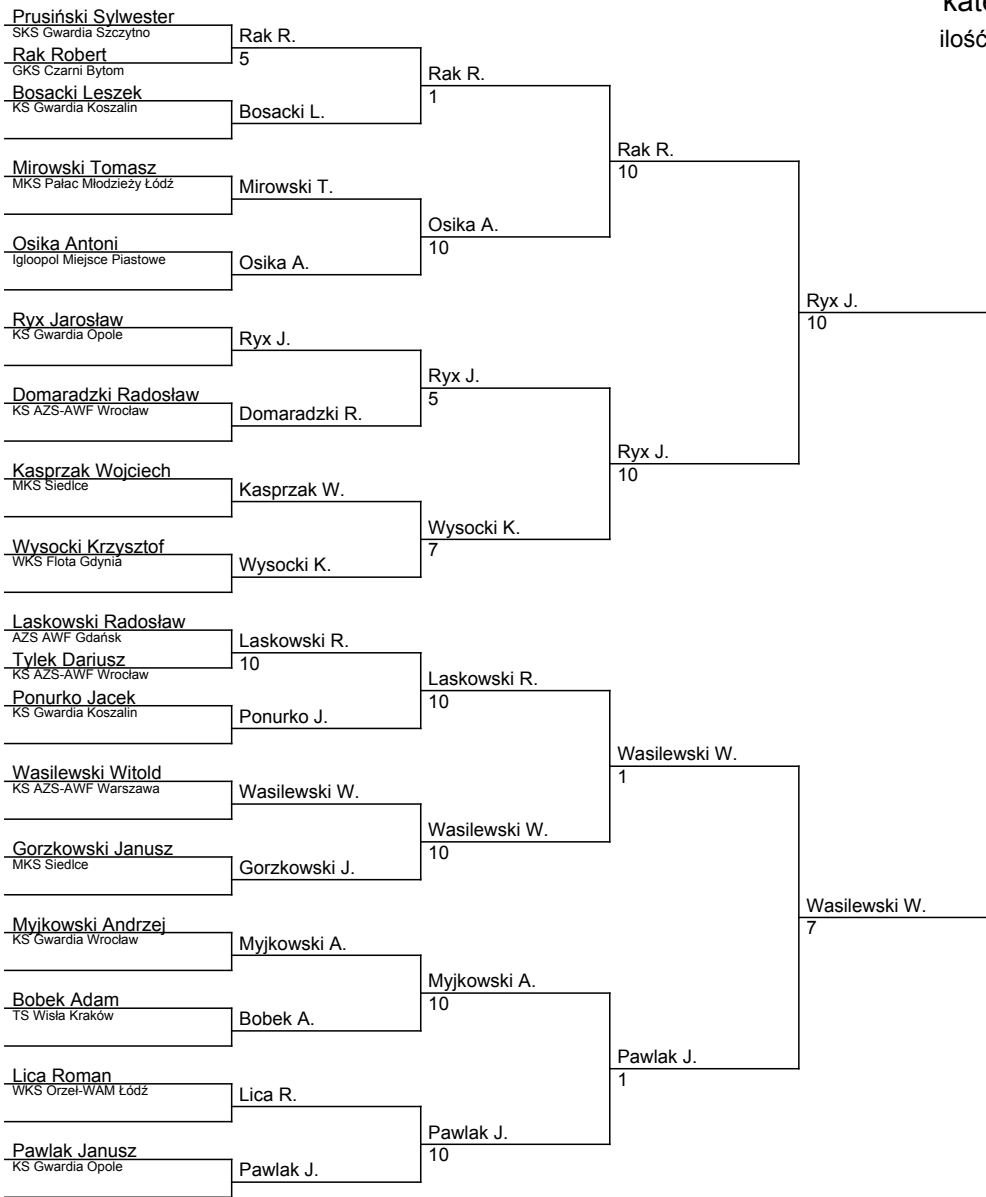 kate
ilość
Prusiński Sylwester
SKS Gwardia Szczytno
Rak Robert
GKS Czarni Bytom
Bosacki Leszek
KS Gwardia Koszalin
Mirowski Tomasz
MKS Pałac Młodzieży Łódź
Osika Antoni
Igloopol Miejsce Piastowe
Ryx Jarosław
KS Gwardia Opole
Domaradzki Radosław
KS AZS-AWF Wrocław
Kasprzak Wojciech
MKS Siedlce
Wysocki Krzysztof
WKS Flota Gdynia
Laskowski Radosław
AZS AWF Gdańsk
Tylek Dariusz
KS AZS-AWF Wrocław
Ponurko Jacek
KS Gwardia Koszalin
Wasilewski Witold
KS AZS-AWF Warszawa
Gorzkowski Janusz
MKS Siedlce
Myjkowski Andrzej
KS Gwardia Wrocław
Bobek Adam
TS Wisła Kraków
Lica Roman
WKS Orzeł-WAM Łódź
Pawlak Janusz
KS Gwardia Opole
Rak R.
5
Bosacki L.
Mirowski T.
Osika A.
Ryx J.
Domaradzki R.
Kasprzak W.
Wysocki K.
Laskowski R.
10
Ponurko J.
Wasilewski W.
Gorzkowski J.
Myjkowski A.
Bobek A.
Lica R.
Pawlak J.
Rak R.
1
Osika A.
10
Ryx J.
5
Wysocki K.
7
Laskowski R.
10
Wasilewski W.
10
Myjkowski A.
10
Pawlak J.
10
Rak R.
10
Ryx J.
10
Wasilewski W.
1
Pawlak J.
1
Ryx J.
10
Wasilewski W.
7